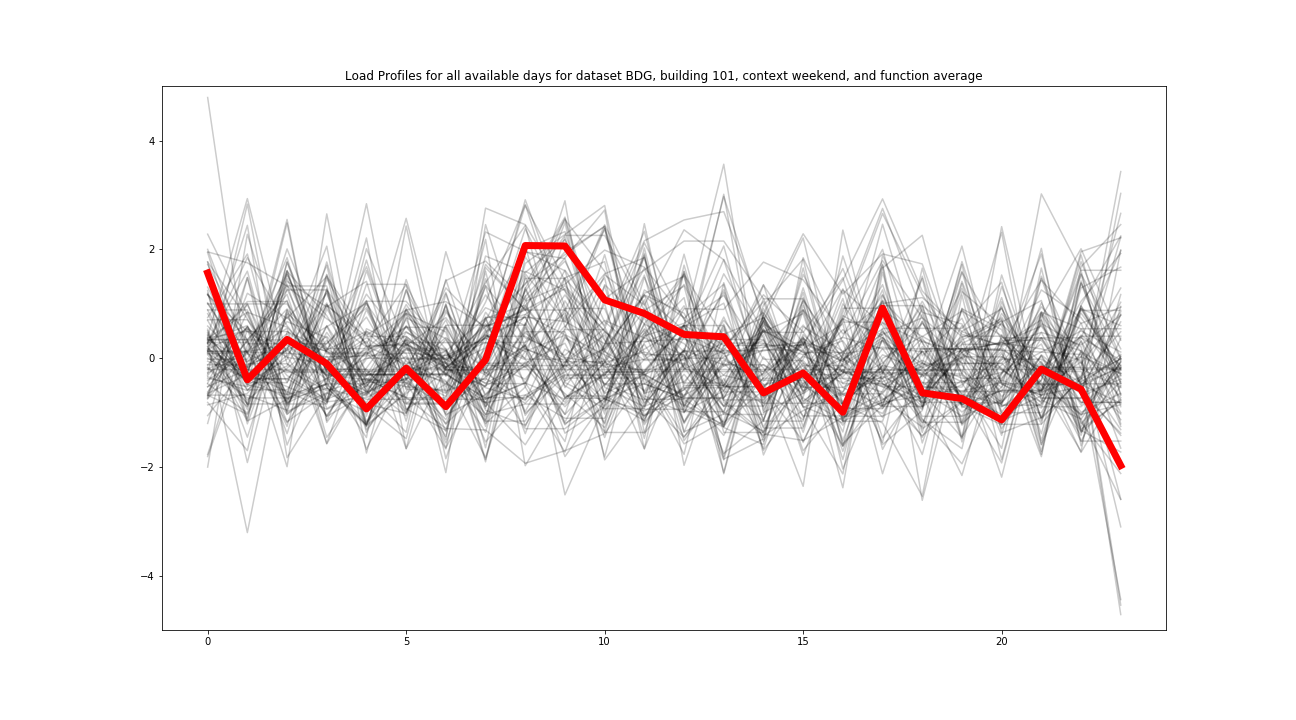 Load Profiles for all available days for dataset BDG, building 101, context weekend, and function average
4
2
0
−2
−4
0 5 10 15 20